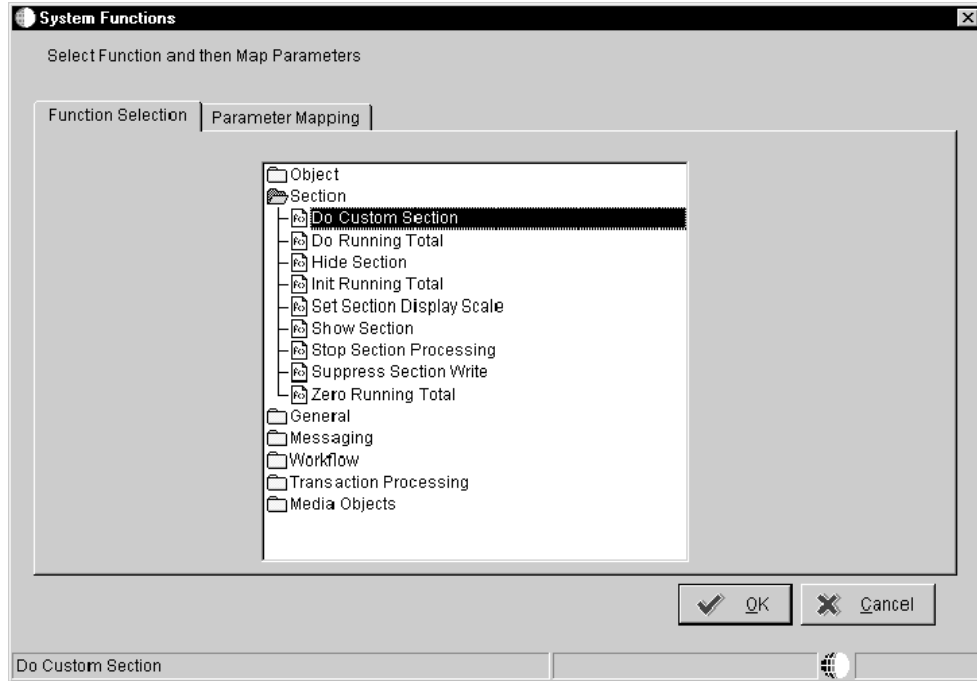 System Functions
Select Function and then Map Parameters
Function Selection
Parameter Mapping
Object
Section
Do Custom Section
Do Running Total
Hide Section
Init Running Total
Set Section Display Scale
Show Section
Stop Section Processing
Suppress Section Write
Zero Running Total
General
Messaging
Workflow
Transaction Processing
Media Objects
OK
Cancel
Do Custom Section